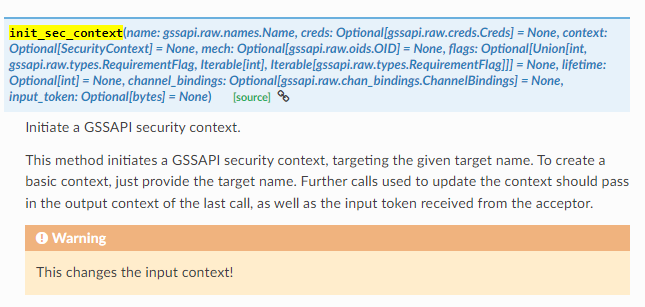 init_sec_context(name: gssapi.raw.names.Name, creds: Optional[gssapi.raw.creds.Creds] = None, context:
Optional[SecurityContext] = None, mech: Optional[gssapi.raw.oids.OID] = None, flags: Optional[Union[int,
gssapi.raw.types.RequirementFlag, Iterable[int], Iterable[gssapi.raw.types.RequirementFlag]]] = None, lifetime:
Optional[int] = None, channel_bindings: Optional[gssapi.raw.chan_bindings.ChannelBindings] = None,
input_token: Optional[bytes] = None) [source]
Initiate a GSSAPI security context.
This method initiates a GSSAPI security context, targeting the given target name. To create a
basic context, just provide the target name. Further calls used to update the context should pass
in the output context of the last call, as well as the input token received from the acceptor.
Warning
This changes the input context!